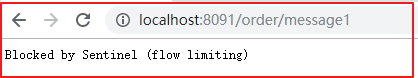 localhost:8091/order/message1
Blocked by Sentinel (flow limiting)